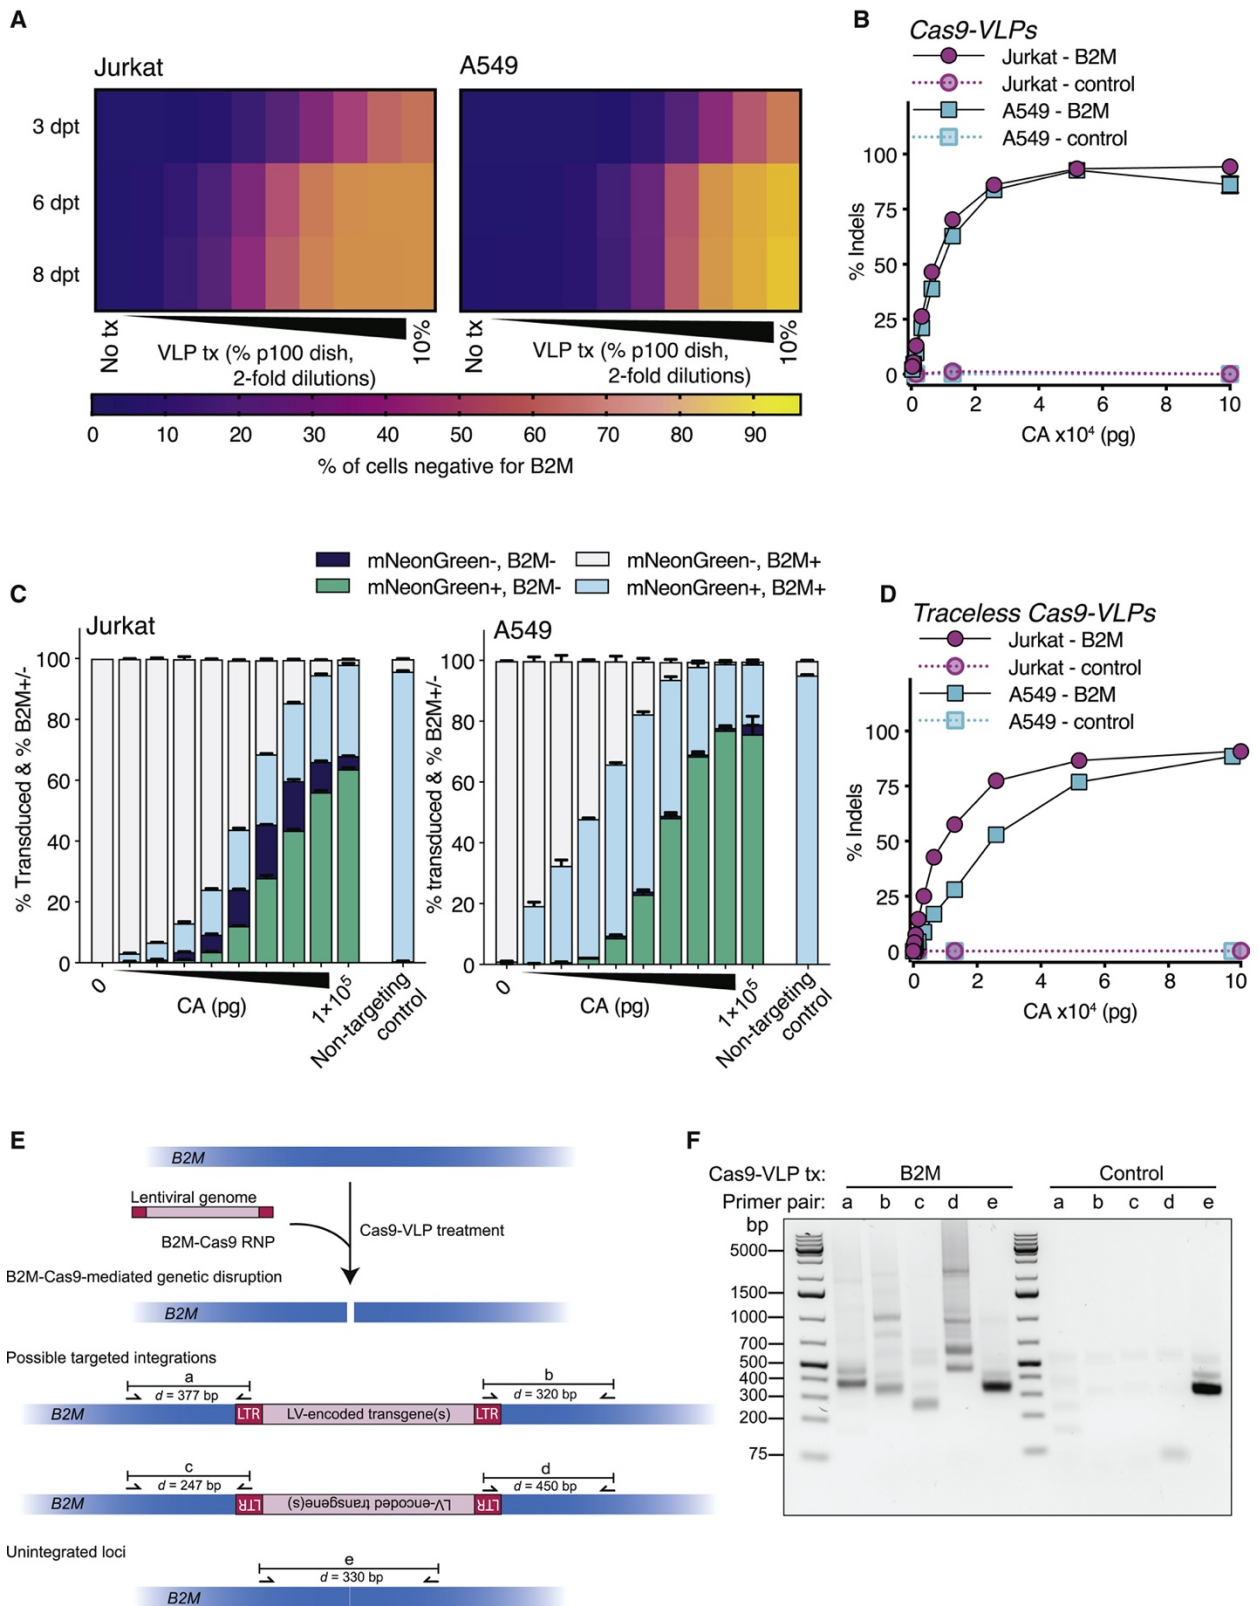 A
Jurkat
A549
3 dpt
6 dpt
8 dpt
No tx
VLP tx (% p100 dish,
2-fold dilutions)
10%
No tx
VLP tx (% p100 dish,
2-fold dilutions)
10%
0 10 20 30 40 50 60 70 80 90
% of cells negative for B2M
B
Cas9-VLPs
Jurkat - B2M
Jurkat - control
A549 - B2M
A549 - control
% Indels
100
75
50
25
0
0 2 4 6 8 10
CA x10⁴ (pg)
mNeonGreen-, B2M-
mNeonGreen-, B2M+
mNeonGreen+, B2M-
mNeonGreen+, B2M+
C
Jurkat
% Transduced & % B2M+/-
100
80
60
40
20
0
0
CA (pg)
1×10⁵
Non-targeting
control
A549
% transduced & % B2M+/-
100
80
60
40
20
0
0
CA (pg)
1×10⁵
Non-targeting
control
D
Traceless Cas9-VLPs
Jurkat - B2M
Jurkat - control
A549 - B2M
A549 - control
% Indels
100
75
50
25
0
0 2 4 6 8 10
CA x10⁴ (pg)
E
B2M
Lentiviral genome
B2M-Cas9 RNP
Cas9-VLP treatment
B2M-Cas9-mediated genetic disruption
B2M
Possible targeted integrations
a
d = 377 bp
b
d = 320 bp
B2M
LTR
LV-encoded transgene(s)
LTR
c
d = 247 bp
d
d = 450 bp
B2M
LTR
LV-encoded transgene(s)
LTR
Unintegrated loci
e
d = 330 bp
B2M
F
Cas9-VLP tx: B2M Control
Primer pair: a b c d e a b c d e
bp
5000
1500
1000
700
500
400
300
200
75